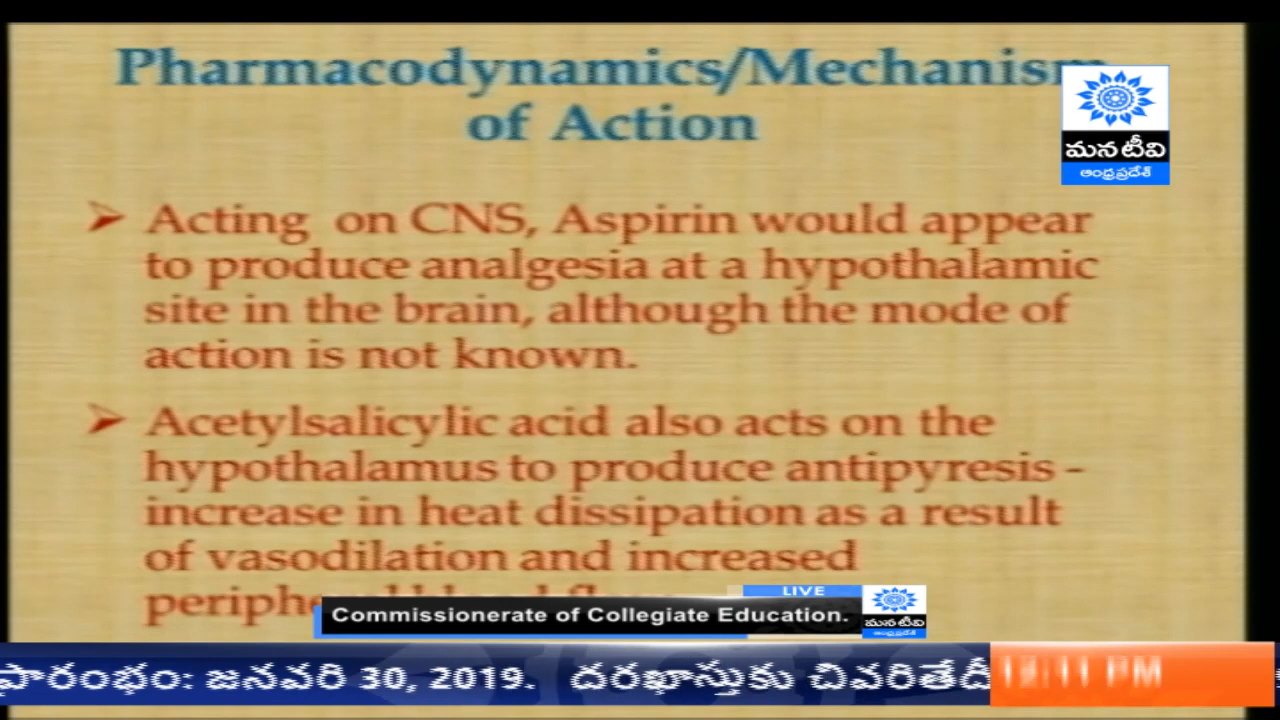 Pharmacodynamics/Mechanism
of Action
మన టీవి
ఆంధ్రప్రదేశ్
Acting on CNS, Aspirin would appear
to produce analgesia at a hypothalamic
site in the brain, although the mode of
action is not known.
Acetylsalicylic acid also acts on the
hypothalamus to produce antipyresis -
increase in heat dissipation as a result
of vasodilation and increased
LIVE
Commissionerate of Collegiate Education.
మన టీవి
ఆంధ్రప్రదేశ్
జనవరి 30, 2019. దరఖాస్తుకు చివరితేదీ
PM